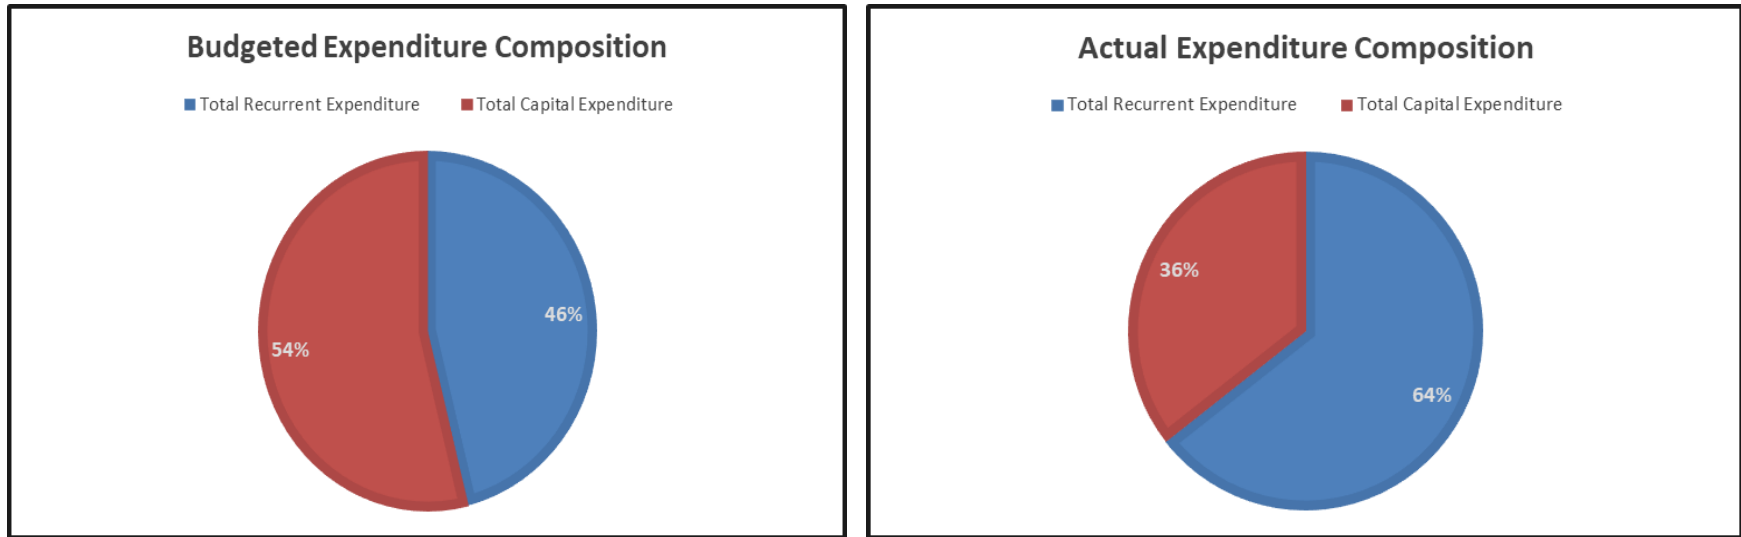 Budgeted Expenditure Composition
Total Recurrent Expenditure
Total Capital Expenditure
46%
54%
Actual Expenditure Composition
Total Recurrent Expenditure
Total Capital Expenditure
36%
64%